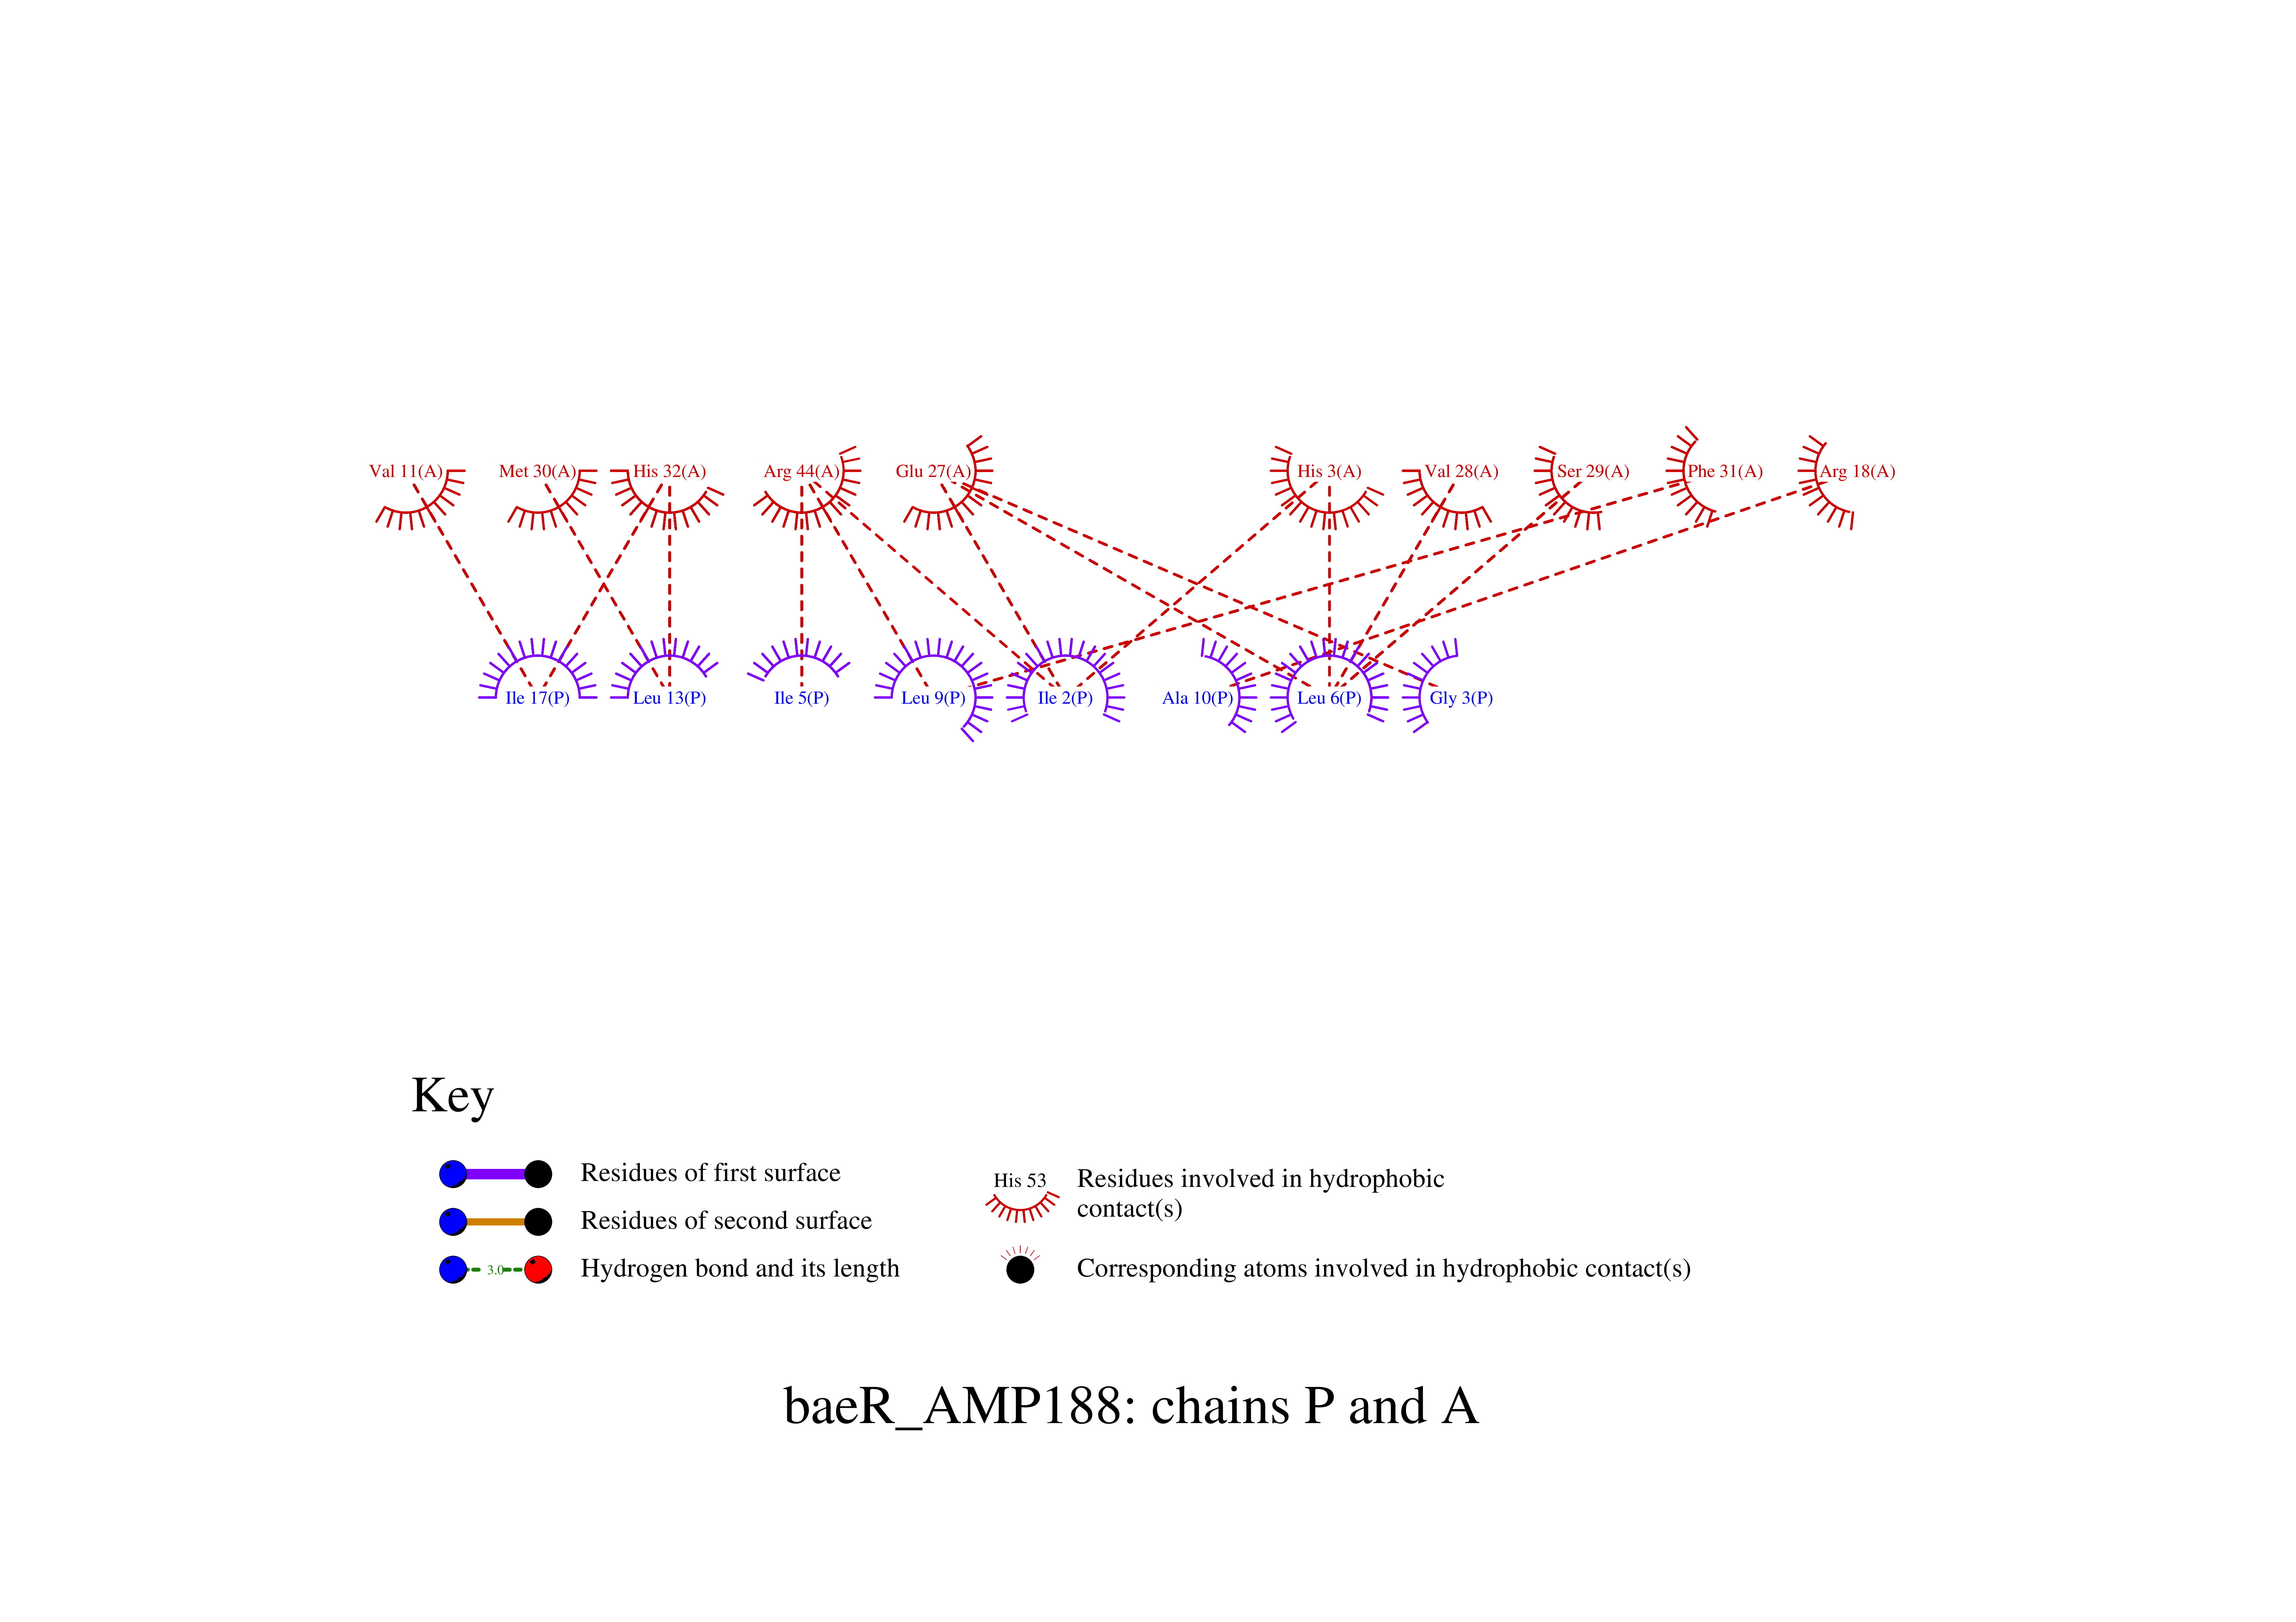 Val 11(A) Met 30(A) His 32(A) Arg 44(A) Glu 27(A) His 3(A) Val 28(A) Ser 29(A) Phe 31(A) Arg 18(A)
Ile 17(P) Leu 13(P) Ile 5(P) Leu 9(P) Ile 2(P) Ala 10(P) Leu 6(P) Gly 3(P)
Key
Residues of first surface
Residues of second surface
3.0 Hydrogen bond and its length
His 53 Residues involved in hydrophobic
contact(s)
Corresponding atoms involved in hydrophobic contact(s)
baeR_AMP188: chains P and A